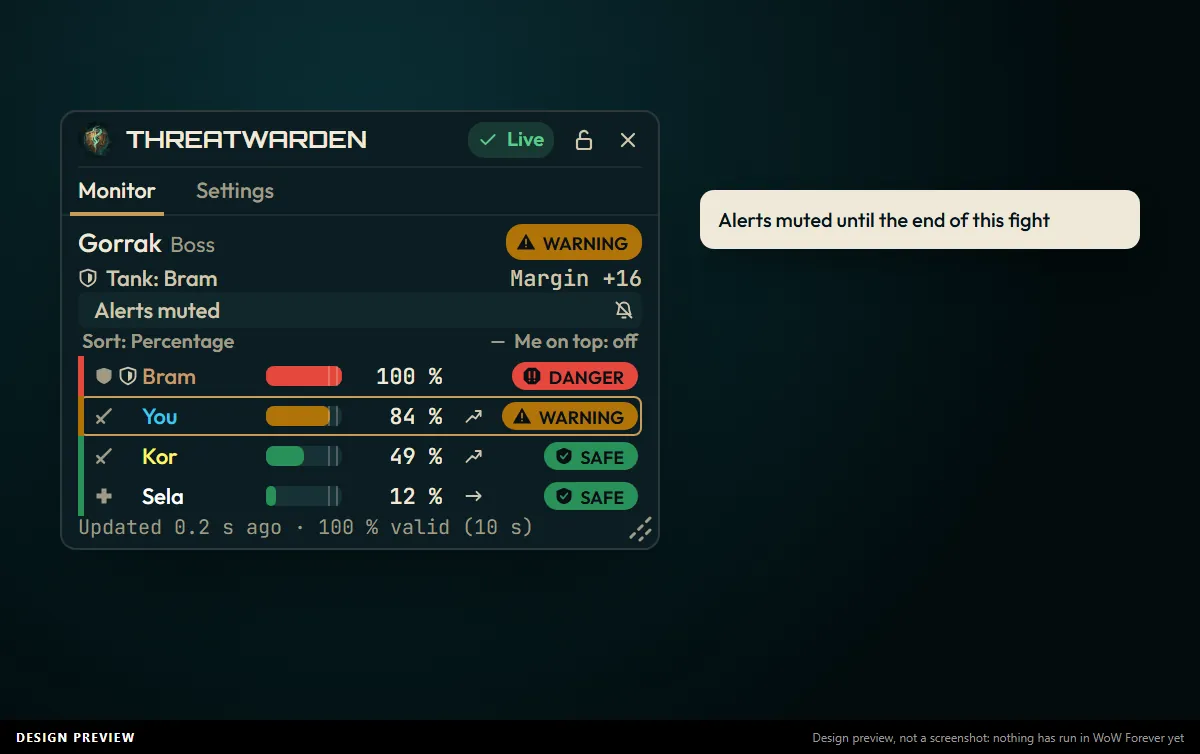 THREATWARDEN
Live
Monitor Settings
Alerts muted until the end of this fight
Gorrak Boss WARNING
Tank: Bram Margin +16
Alerts muted
Sort: Percentage — Me on top: off
Bram 100 % DANGER
You 84 % WARNING
Kor 49 % SAFE
Sela 12 % SAFE
Updated 0.2 s ago · 100 % valid (10 s)
DESIGN PREVIEW
Design preview, not a screenshot: nothing has run in WoW Forever yet